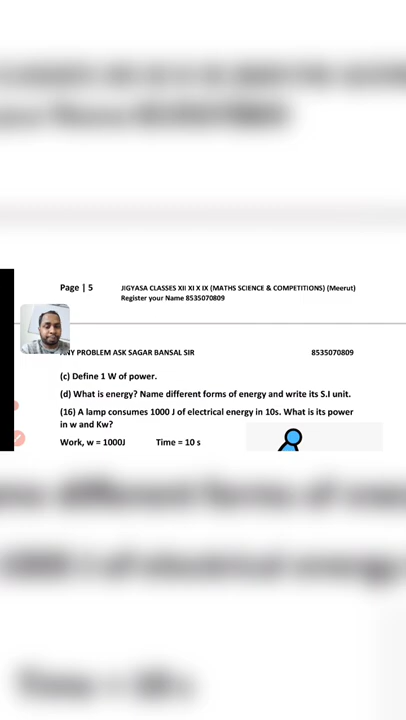 Page | 5
JIGYASA CLASSES XII XI X IX (MATHS SCIENCE & COMPETITIONS) (Meerut)
Register your Name 8535070809
ANY PROBLEM ASK SAGAR BANSAL SIR 8535070809
(c) Define 1 W of power.
(d) What is energy? Name different forms of energy and write its S.I unit.
(16) A lamp consumes 1000 J of electrical energy in 10s. What is its power
in w and Kw?
Work, w = 1000J Time = 10 s